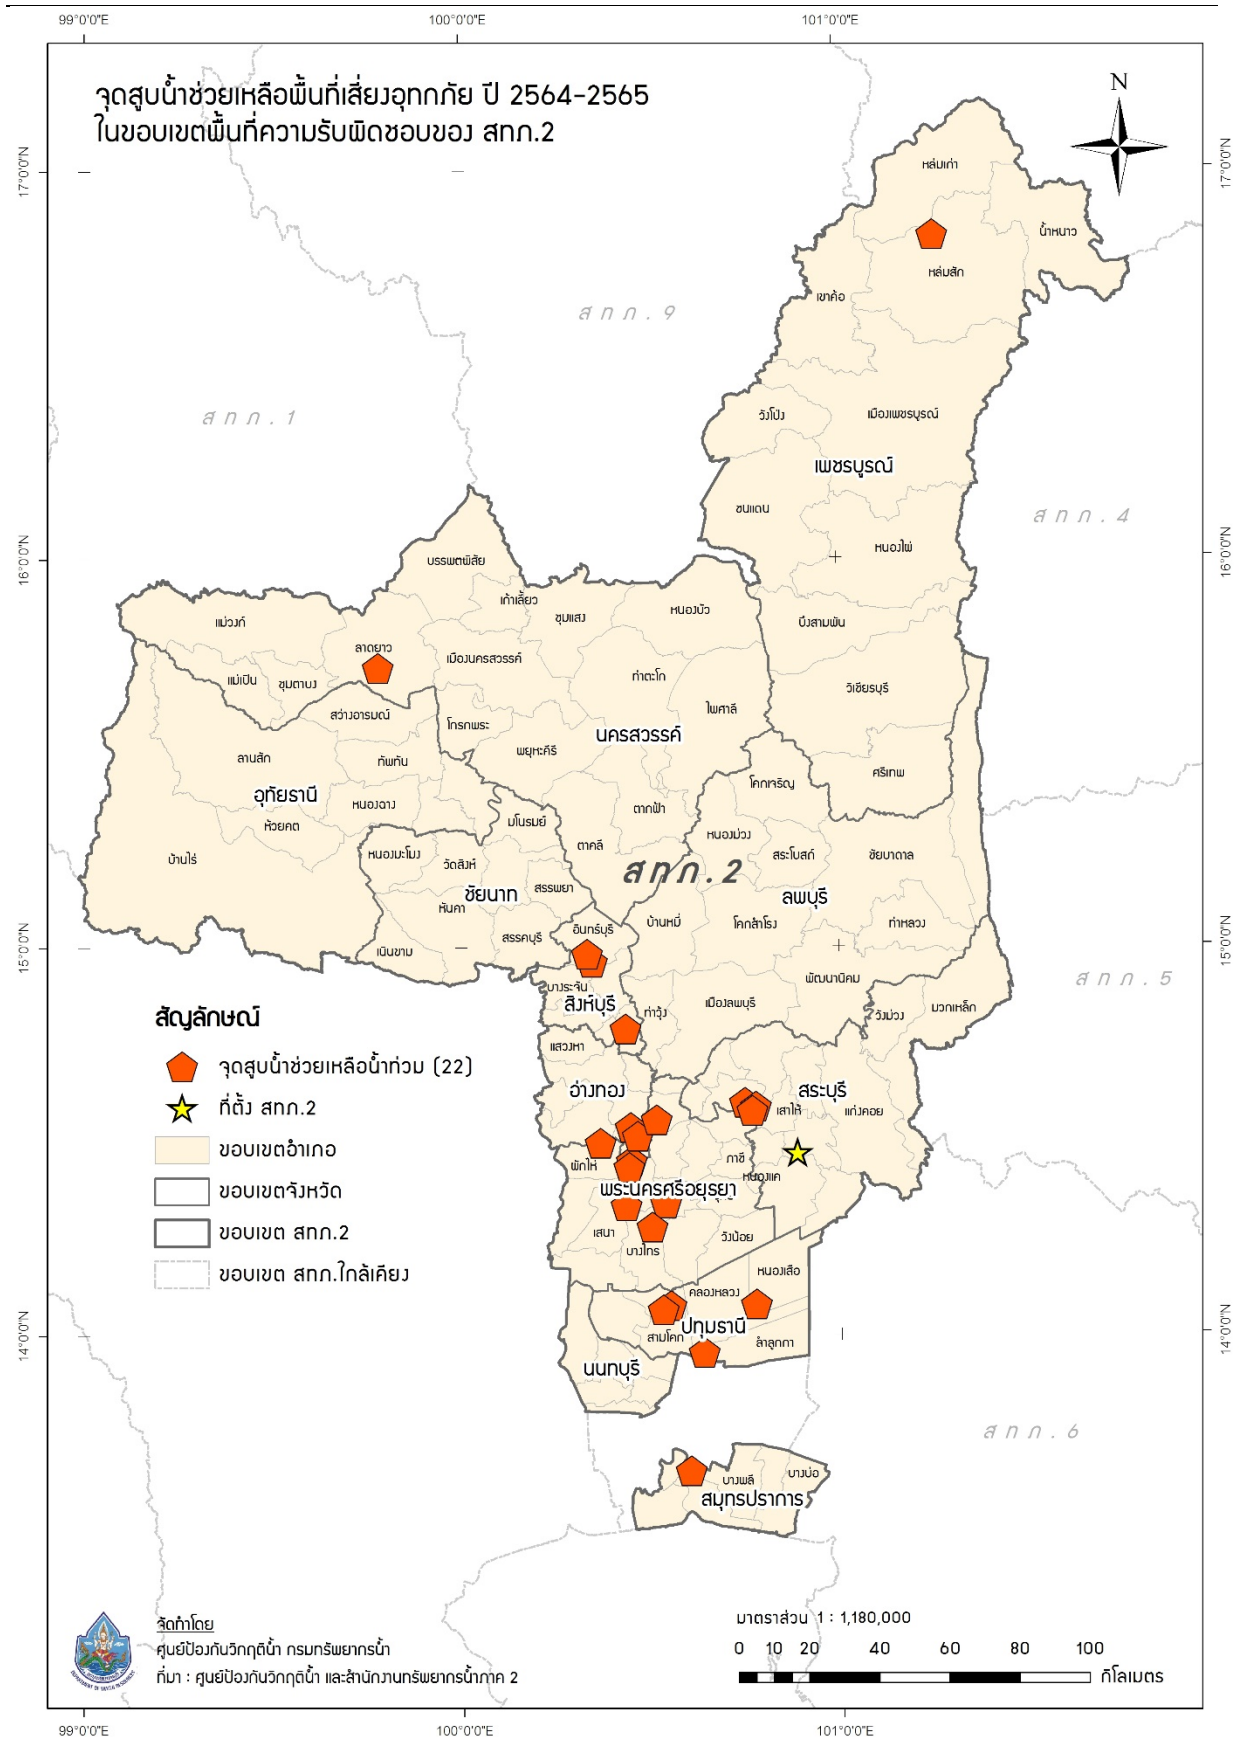 99°0'0"E 100°0'0"E 101°0'0"E
จุดสูบน้ำช่วยเหลือพื้นที่เสี่ยงอุทกภัย ปี 2564-2565
ในขอบเขตพื้นที่ความรับผิดชอบของ สทภ.2
N
17°0'0"N
17°0'0"N
หล่มเก่า
น้ำหนาว
หล่มสัก
เขาค้อ
สทภ.9
สทภ.1
วังโป่ง
เมืองเพชรบูรณ์
เพชรบูรณ์
ชนแดน
สทภ.4
หนองไผ่
16°0'0"N
16°0'0"N
บรรพตพิสัย
เก้าเลี้ยว
ชุมแสง
หนองบัว
แม่วงก์
บึงสามพัน
ลาดยาว
เมืองนครสวรรค์
ท่าตะโก
แม่เปิน
ชุมตาบง
วิเชียรบุรี
สว่างอารมณ์
โกรกพระ
ไพศาลี
นครสวรรค์
พยุหะคีรี
ลานสัก
ทัพทัน
ศรีเทพ
โคกเจริญ
อุทัยธานี
หนองฉาง
ตากฟ้า
ห้วยคต
มโนรมย์
หนองม่วง
ตาคลี
หนองมะโมง
วัดสิงห์
สระโบสถ์
ชัยบาดาล
บ้านไร่
สทภ.2
ชัยนาท
สรรพยา
ลพบุรี
หันคา
บ้านหมี่
โคกสำโรง
ท่าหลวง
อินทร์บุรี
สรรคบุรี
เนินขาม
15°0'0"N
15°0'0"N
พัฒนานิคม
สทภ.5
บางระจัน
สิงห์บุรี
ท่าวุ้ง
เมืองลพบุรี
วังม่วง
มวกเหล็ก
สัญลักษณ์
แสวงหา
จุดสูบน้ำช่วยเหลือน้ำท่วม (22)
อ่างทอง
สระบุรี
ที่ตั้ง สทภ.2
เสาไห้
แก่งคอย
ขอบเขตอำเภอ
ผักไห่
ภาชี
หนองแค
ขอบเขตจังหวัด
พระนครศรีอยุธยา
ขอบเขต สทภ.2
เสนา
บางไทร
วังน้อย
ขอบเขต สทภ.ใกล้เคียง
หนองเสือ
คลองหลวง
14°0'0"N
14°0'0"N
ปทุมธานี
สามโคก
ลำลูกกา
นนทบุรี
สทภ.6
บางพลี
บางบ่อ
สมุทรปราการ
จัดทำโดย
ศูนย์ป้องกันวิกฤติน้ำ กรมทรัพยากรน้ำ
ที่มา : ศูนย์ป้องกันวิกฤติน้ำ และสำนักงานทรัพยากรน้ำภาค 2
มาตราส่วน 1 : 1,180,000
0 10 20 40 60 80 100
กิโลเมตร
99°0'0"E 100°0'0"E 101°0'0"E